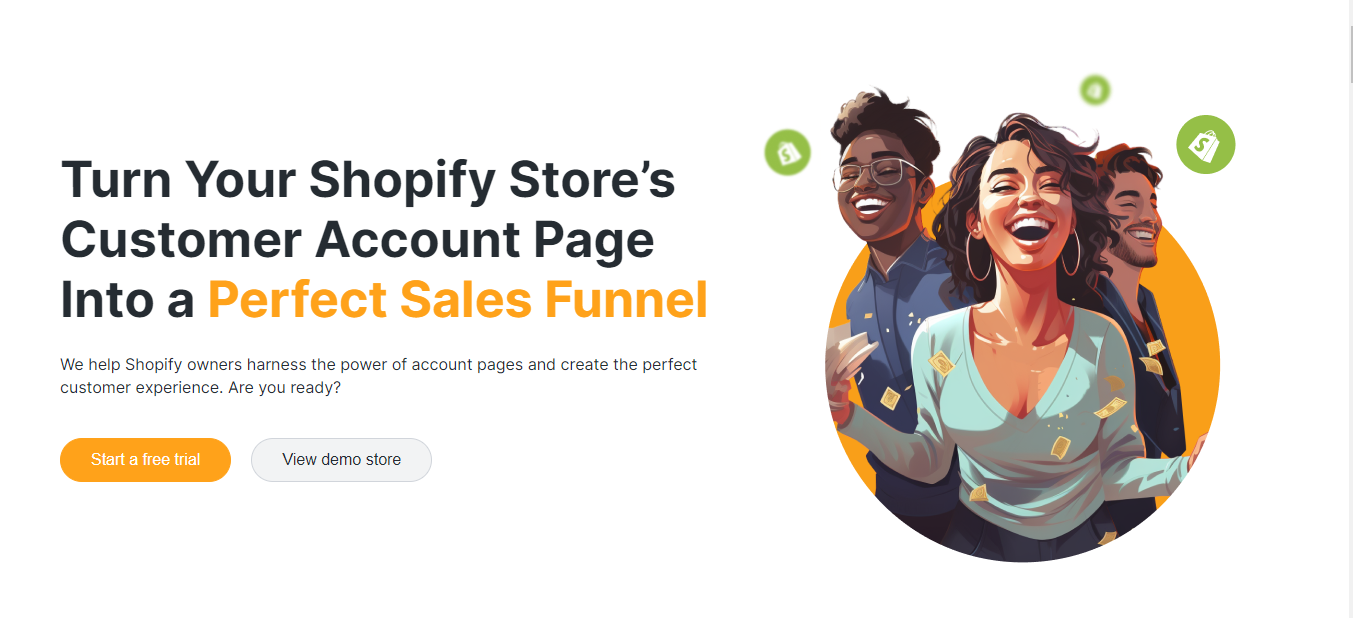 Turn Your Shopify Store’s
Customer Account Page
Into a Perfect Sales Funnel
We help Shopify owners harness the power of account pages and create the perfect
customer experience. Are you ready?
Start a free trial
View demo store